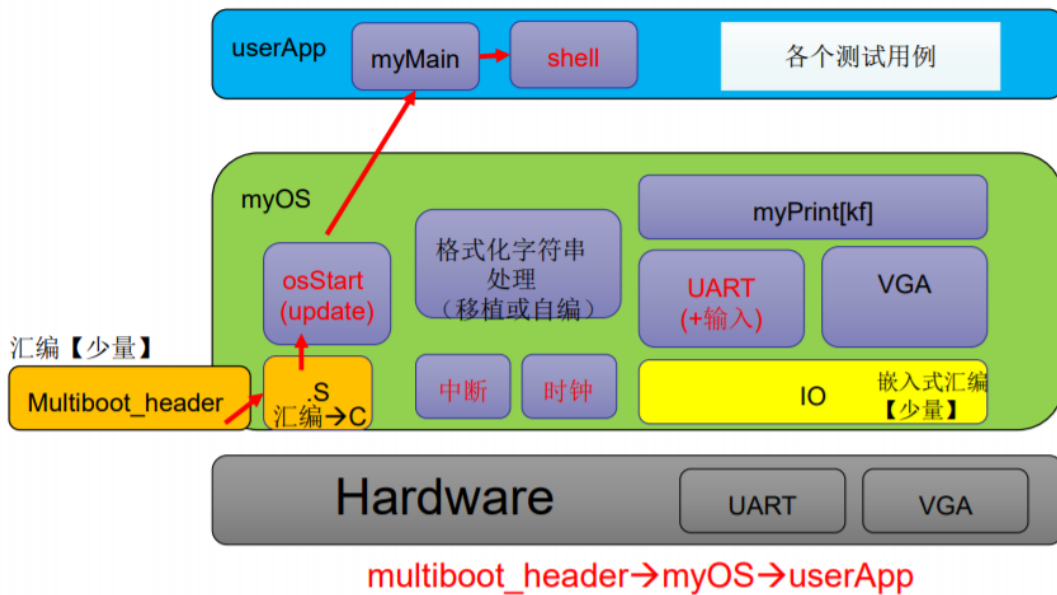 userApp
myMain
shell
各个测试用例
myOS
osStart
(update)
格式化字符串
处理
（移植或自编）
myPrint[kf]
UART
(+输入)
VGA
汇编【少量】
Multiboot_header
.S
汇编→C
中断
时钟
IO
嵌入式汇编
【少量】
Hardware
UART
VGA
multiboot_header→myOS→userApp